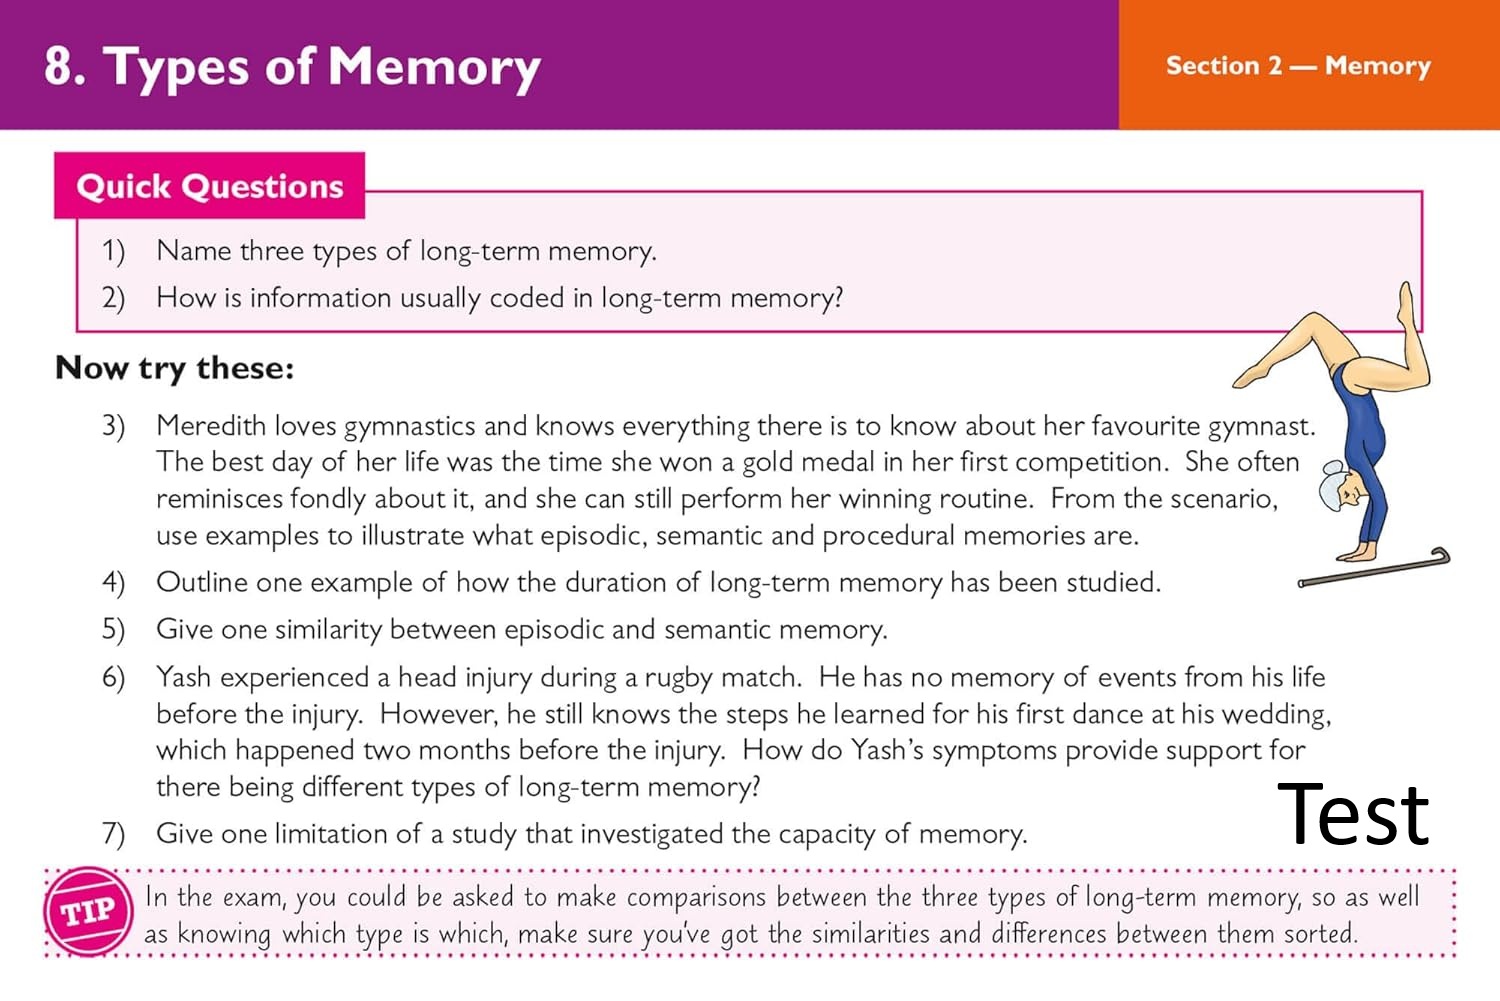 8. Types of Memory
Section 2 — Memory
Quick Questions
1) Name three types of long-term memory.
2) How is information usually coded in long-term memory?
Now try these:
3) Meredith loves gymnastics and knows everything there is to know about her favourite gymnast.
The best day of her life was the time she won a gold medal in her first competition. She often
reminisces fondly about it, and she can still perform her winning routine. From the scenario,
use examples to illustrate what episodic, semantic and procedural memories are.
4) Outline one example of how the duration of long-term memory has been studied.
5) Give one similarity between episodic and semantic memory.
6) Yash experienced a head injury during a rugby match. He has no memory of events from his life
before the injury. However, he still knows the steps he learned for his first dance at his wedding,
which happened two months before the injury. How do Yash's symptoms provide support for
there being different types of long-term memory?
7) Give one limitation of a study that investigated the capacity of memory.
Test
TIP
In the exam, you could be asked to make comparisons between the three types of long-term memory, so as well
as knowing which type is which, make sure you've got the similarities and differences between them sorted.